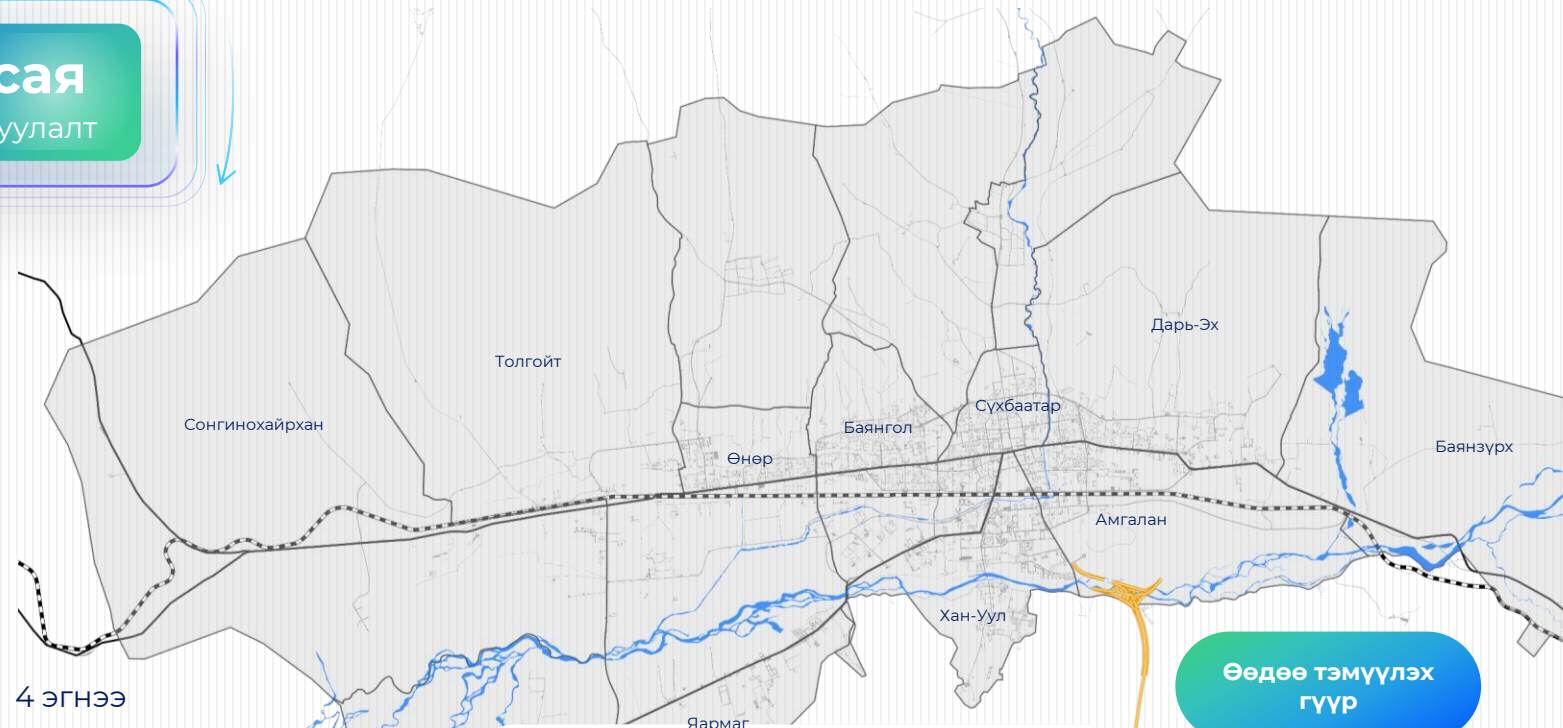 сая
уулалт
Дарь-Эх
Толгойт
Сүхбаатар
Сонгинохайрхан
Баянгол
Баянзүрх
Өнөр
Амгалан
Хан-Уул
Өөдөө тэмүүлэх
гүүр
4 эгнээ
Яармаг